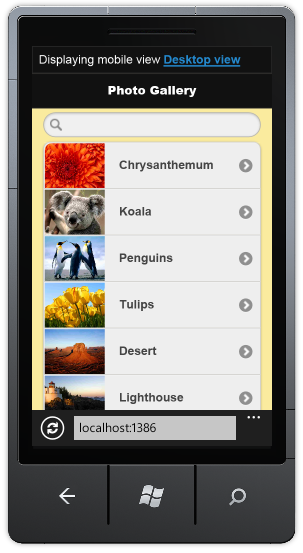 Displaying mobile view Desktop view
Photo Gallery
Chrysanthemum
Koala
Penguins
Tulips
Desert
Lighthouse
localhost:1386